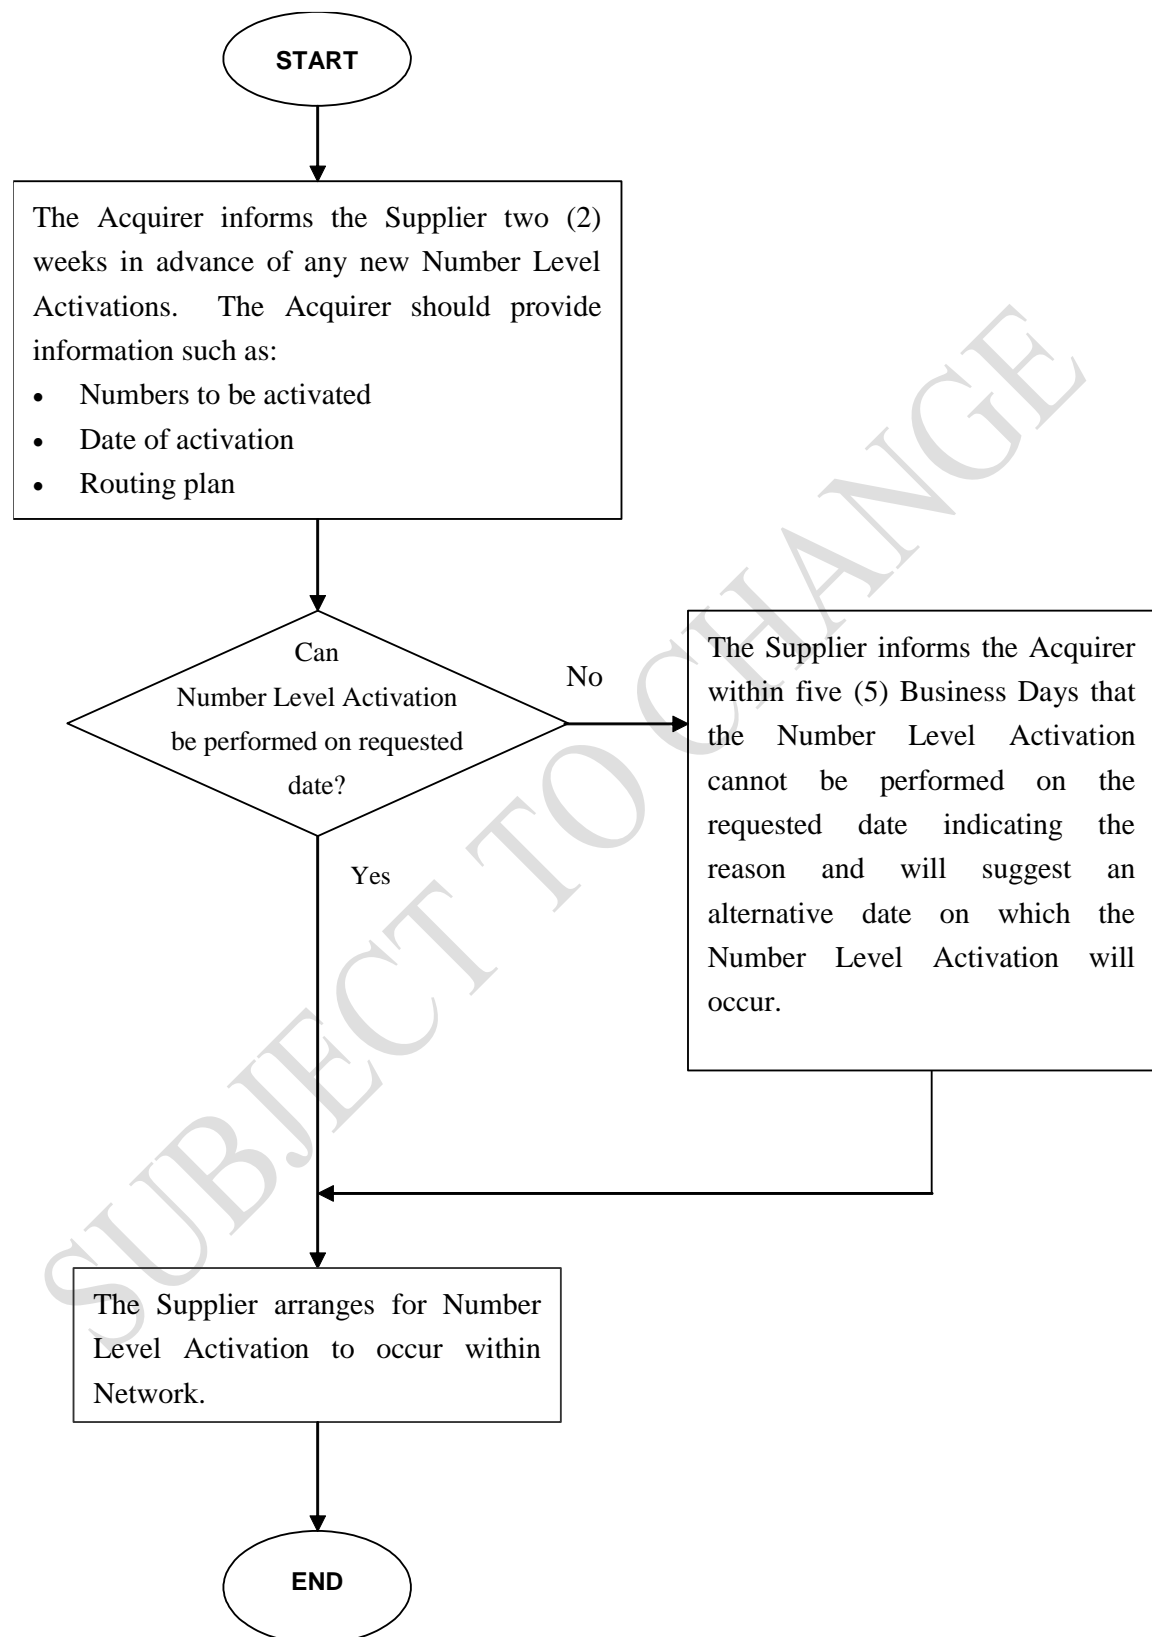 START
The Acquirer informs the Supplier two (2)
weeks in advance of any new Number Level
Activations. The Acquirer should provide
information such as:
• Numbers to be activated
• Date of activation
• Routing plan
Can
Number Level Activation
be performed on requested
date?
No
The Supplier informs the Acquirer
within five (5) Business Days that
the Number Level Activation
cannot be performed on the
requested date indicating the
reason and will suggest an
alternative date on which the
Number Level Activation will
occur.
Yes
The Supplier arranges for Number
Level Activation to occur within
Network.
END
SUBJECT TO CHANGE